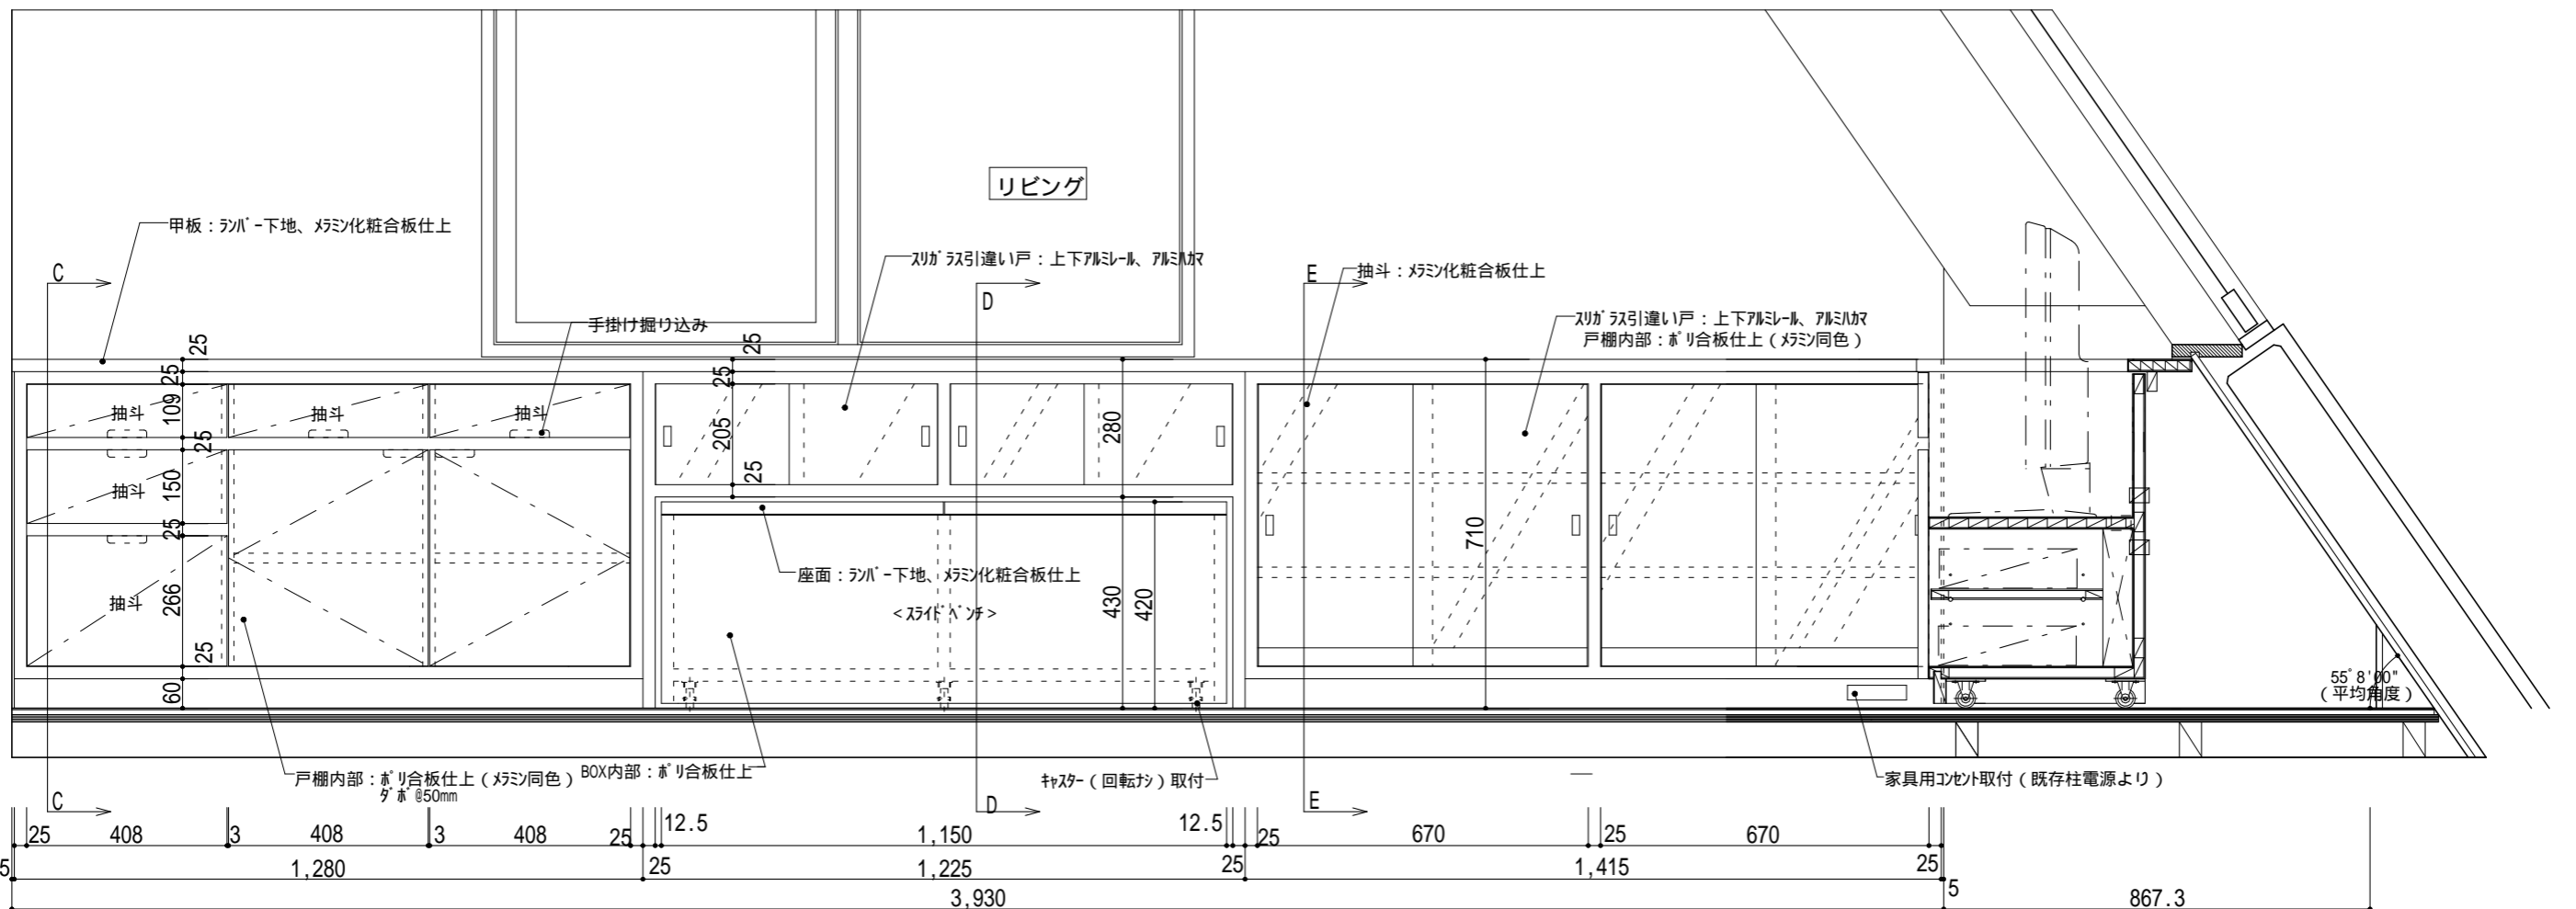 リビング
甲板：ﾗﾝﾊﾞｰ下地、ﾒﾗﾐﾝ化粧合板仕上
ｽﾘｶﾞﾗｽ引違い戸：上下ｱﾙﾐﾚｰﾙ、ｱﾙﾐﾊｶﾏ
抽斗：ﾒﾗﾐﾝ化粧合板仕上
C
D
E
手掛け掘り込み
ｽﾘｶﾞﾗｽ引違い戸：上下ｱﾙﾐﾚｰﾙ、ｱﾙﾐﾊｶﾏ
戸棚内部：ﾎﾟﾘ合板仕上（ﾒﾗﾐﾝ同色）
25
25
109
25
150
25
266
25
60
抽斗
抽斗
抽斗
抽斗
抽斗
25
25
205
25
280
430
420
710
座面：ﾗﾝﾊﾞｰ下地、ﾒﾗﾐﾝ化粧合板仕上
<ｽﾗｲﾄﾞﾍﾞﾝﾁ>
55°8'00"
（平均角度）
戸棚内部：ﾎﾟﾘ合板仕上（ﾒﾗﾐﾝ同色）
ﾀﾞﾎﾞ@50mm
BOX内部：ﾎﾟﾘ合板仕上
ｷｬｽﾀｰ（回転ﾅｼ）取付
家具用ｺﾝｾﾝﾄ取付（既存柱電源より）
C
D
E
25 408 3 408 3 408 25 12.5 1,150 12.5 25 670 25 670
5 1,280 25 1,225 25 1,415 25
3,930 5 867.3